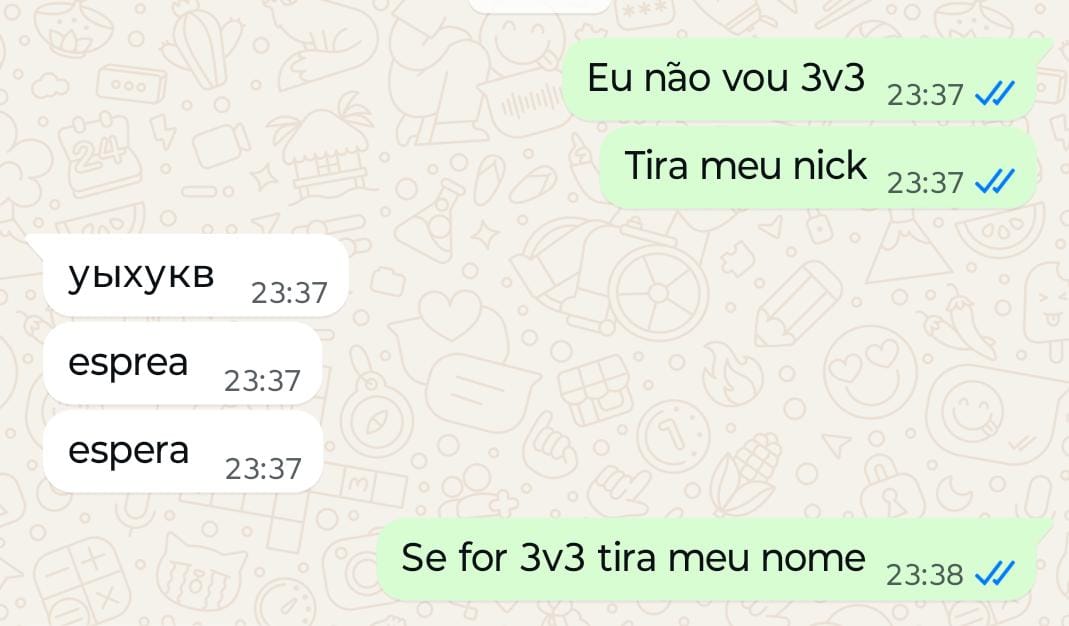 Eu não vou 3v3 23:37
Tira meu nick 23:37
уыхукв 23:37
esprea 23:37
espera 23:37
Se for 3v3 tira meu nome 23:38